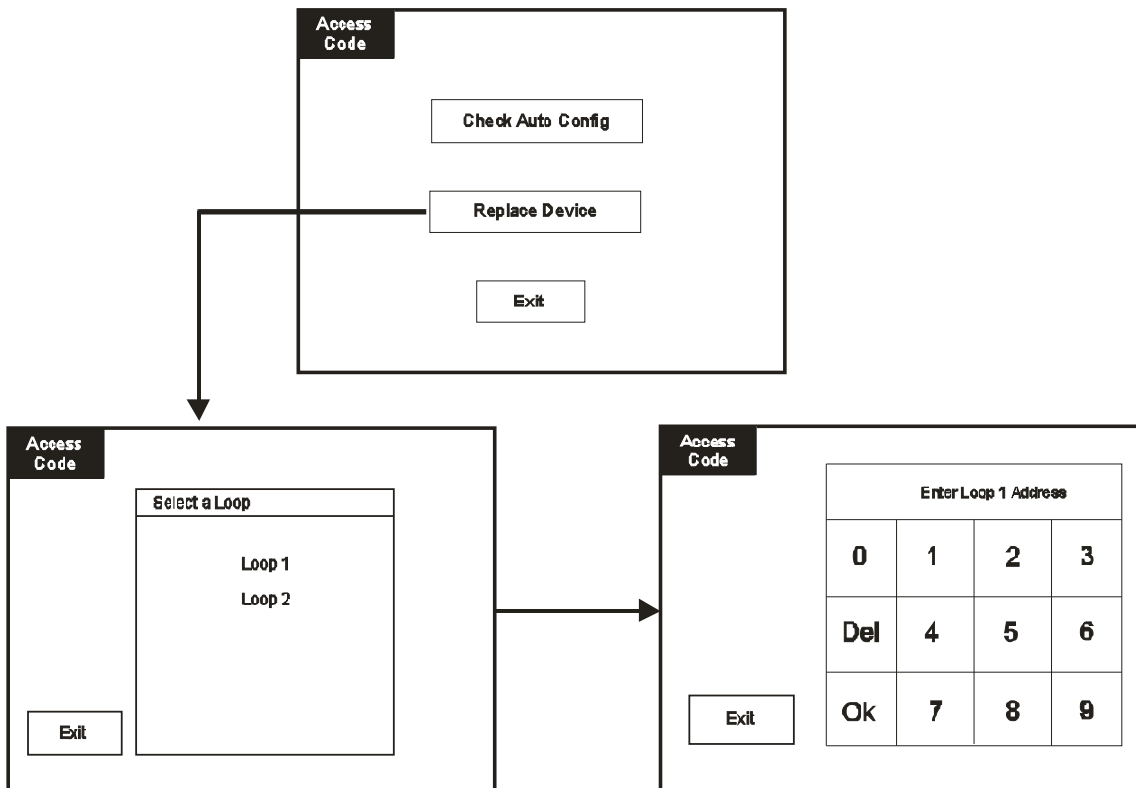 Access
Code
Check Auto Config
Replace Device
Exit
Access
Code
Select a Loop
Loop 1
Loop 2
Exit
Access
Code
Enter Loop 1 Address
0 1 2 3
Del 4 5 6
Ok 7 8 9
Exit